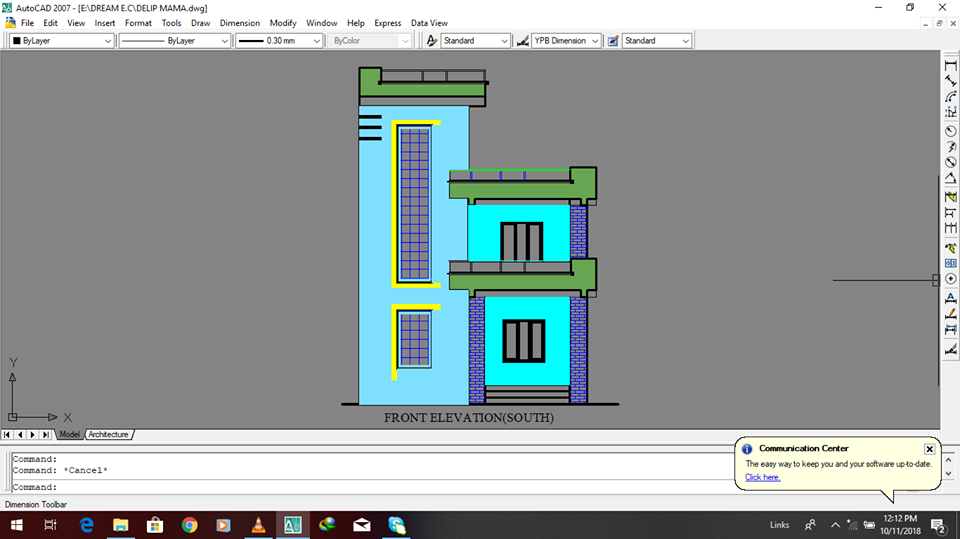 AutoCAD 2007 - [E:\DREAM E.C\DELIP MAMA.dwg]
File Edit View Insert Format Tools Draw Dimension Modify Window Help Express Data View
ByLayer ByLayer 0.30 mm ByColor Standard YPB Dimension Standard
Y
X
FRONT ELEVATION(SOUTH)
Model Architecture
Command:
Command: *Cancel*
Command:
Communication Center
The easy way to keep you and your software up-to-date.
Click here.
Dimension Toolbar
Links
12:12 PM
10/11/2018
2